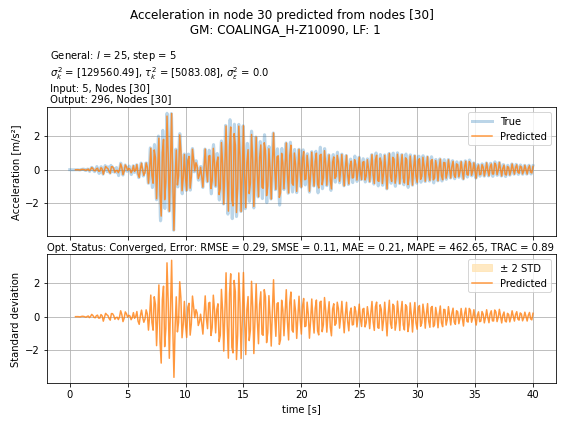 Acceleration in node 30 predicted from nodes [30]
GM: COALINGA_H-Z10090, LF: 1
General: l = 25, step = 5
σ²ₖ = [129560.49], τ²ₖ = [5083.08], σ²ₑ = 0.0
Input: 5, Nodes [30]
Output: 296, Nodes [30]
Acceleration [m/s²]
2
0
−2
True
Predicted
Opt. Status: Converged, Error: RMSE = 0.29, SMSE = 0.11, MAE = 0.21, MAPE = 462.65, TRAC = 0.89
Standard deviation
2
0
−2
± 2 STD
Predicted
0 5 10 15 20 25 30 35 40
time [s]